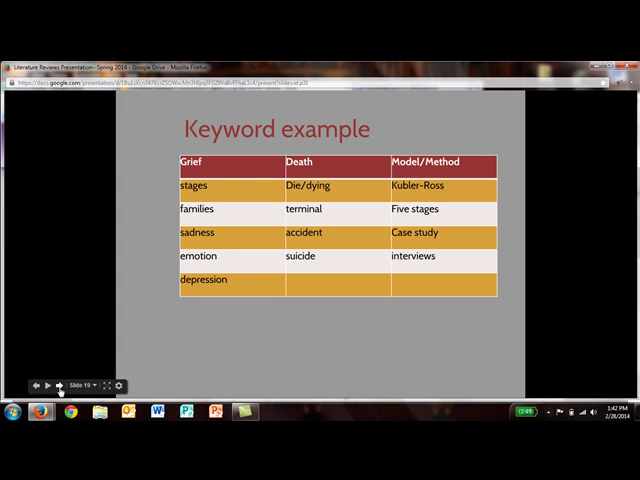 Literature Reviews Presentation--Spring 2014 - Google Drive - Mozilla Firefox
Keyword example
Grief Death Model/Method
stages Die/dying Kubler-Ross
families terminal Five stages
sadness accident Case study
emotion suicide interviews
depression
Slide 19
(2:49)
1:42 PM
2/28/2014